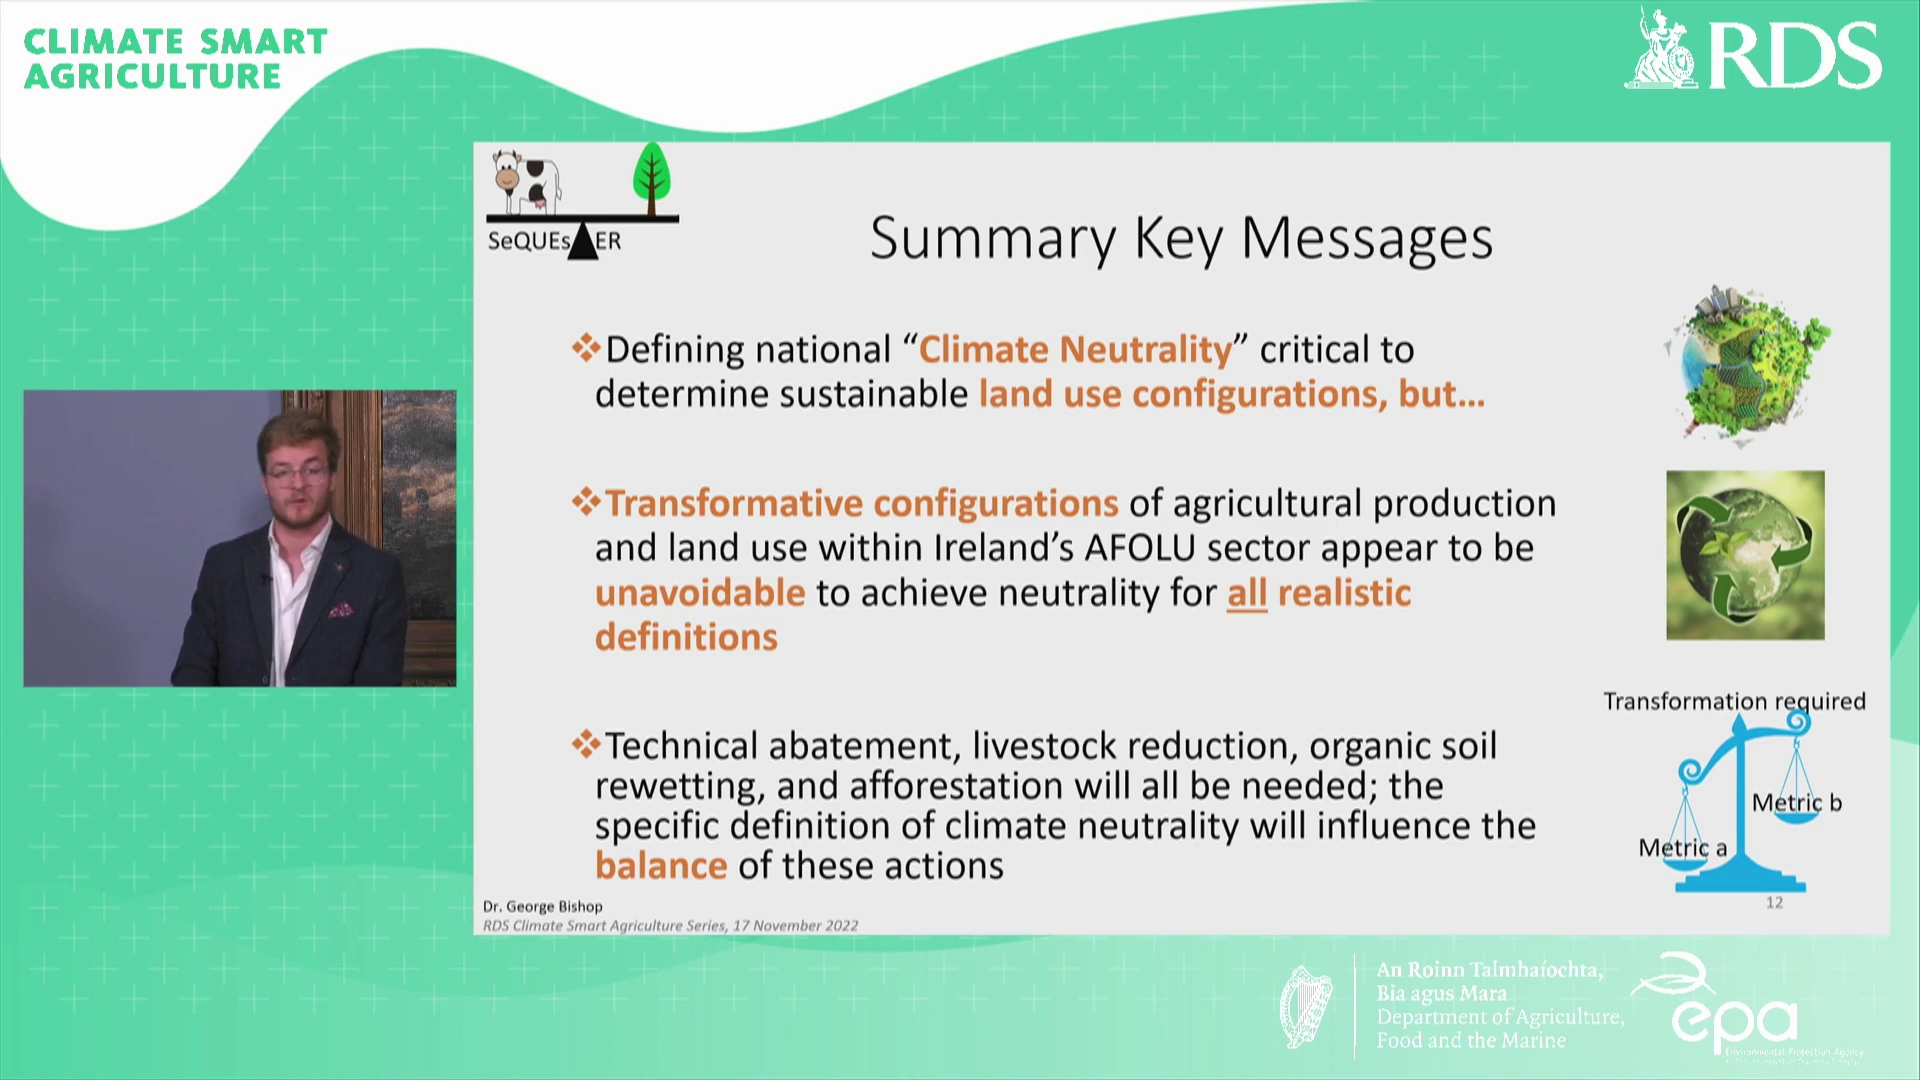 CLIMATE SMART
AGRICULTURE
RDS
SeQUEsTER
Summary Key Messages
❖Defining national “Climate Neutrality” critical to
determine sustainable land use configurations, but...
❖Transformative configurations of agricultural production
and land use within Ireland’s AFOLU sector appear to be
unavoidable to achieve neutrality for all realistic
definitions
❖Technical abatement, livestock reduction, organic soil
rewetting, and afforestation will all be needed; the
specific definition of climate neutrality will influence the
balance of these actions
Transformation required
Metric b
Metric a
12
Dr. George Bishop
RDS Climate Smart Agriculture Series, 17 November 2022
An Roinn Talmhaíochta,
Bia agus Mara
Department of Agriculture,
Food and the Marine
epa
Environmental Protection Agency